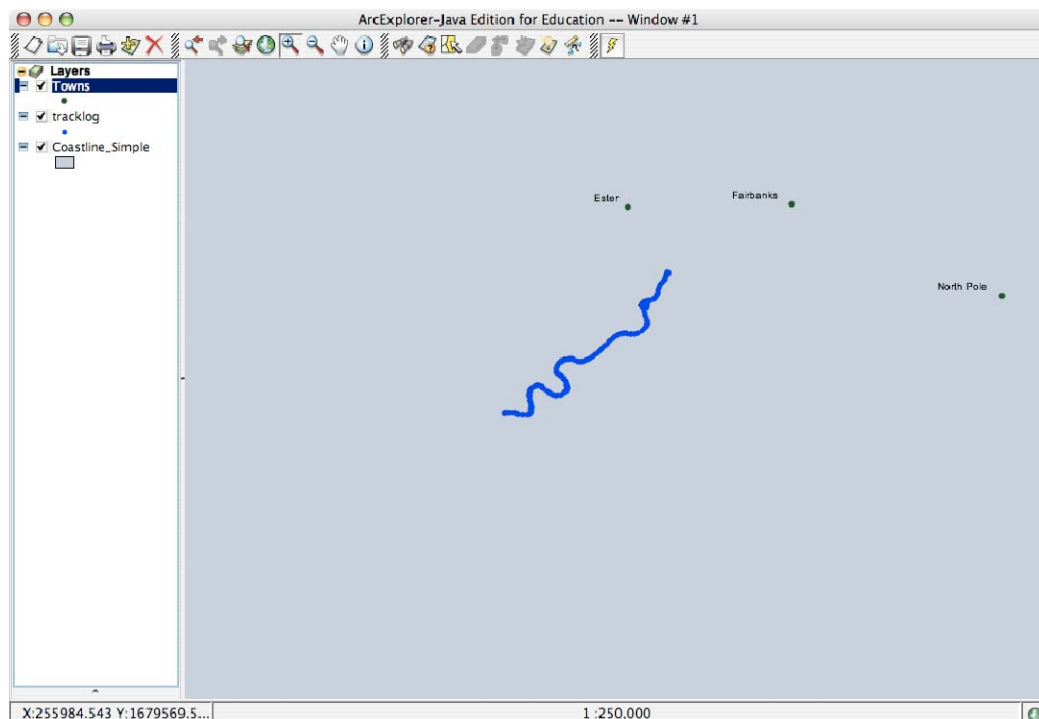 ArcExplorer-Java Edition for Education -- Window #1
Layers
Towns
tracklog
Coastline_Simple
Ester
Fairbanks
North Pole
X:255984.543 Y:1679569.5...
1 :250,000